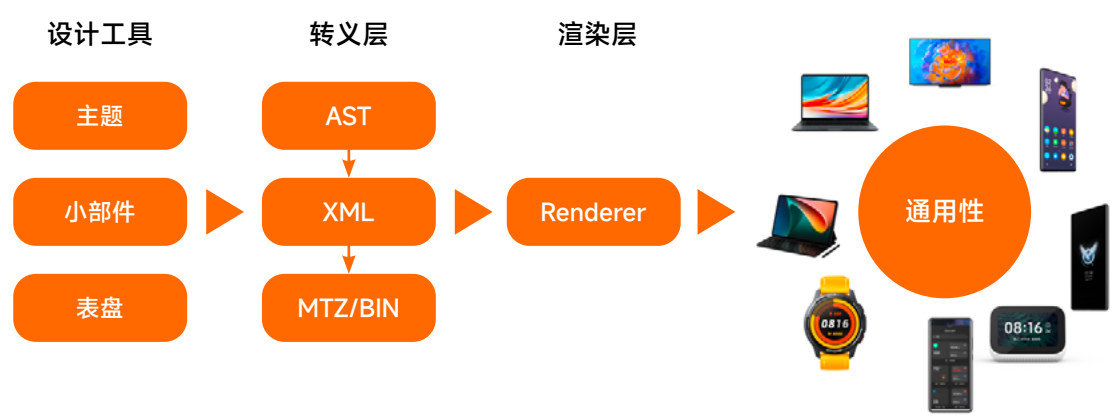 设计工具
转义层
渲染层
主题
AST
小部件
XML
Renderer
通用性
表盘
MTZ/BIN
0816
08:16